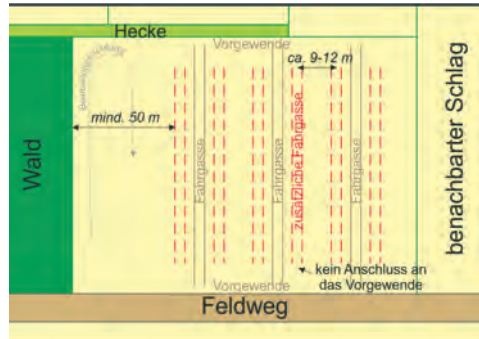 Hecke
Vorgewende
ca. 9-12 m
mind. 50 m
Wald
Fahrgasse
Fahrgasse
zusätzliche Fahrgasse
Fahrgasse
benachbarter Schlag
kein Anschluss an
das Vorgewende
Vorgewende
Feldweg